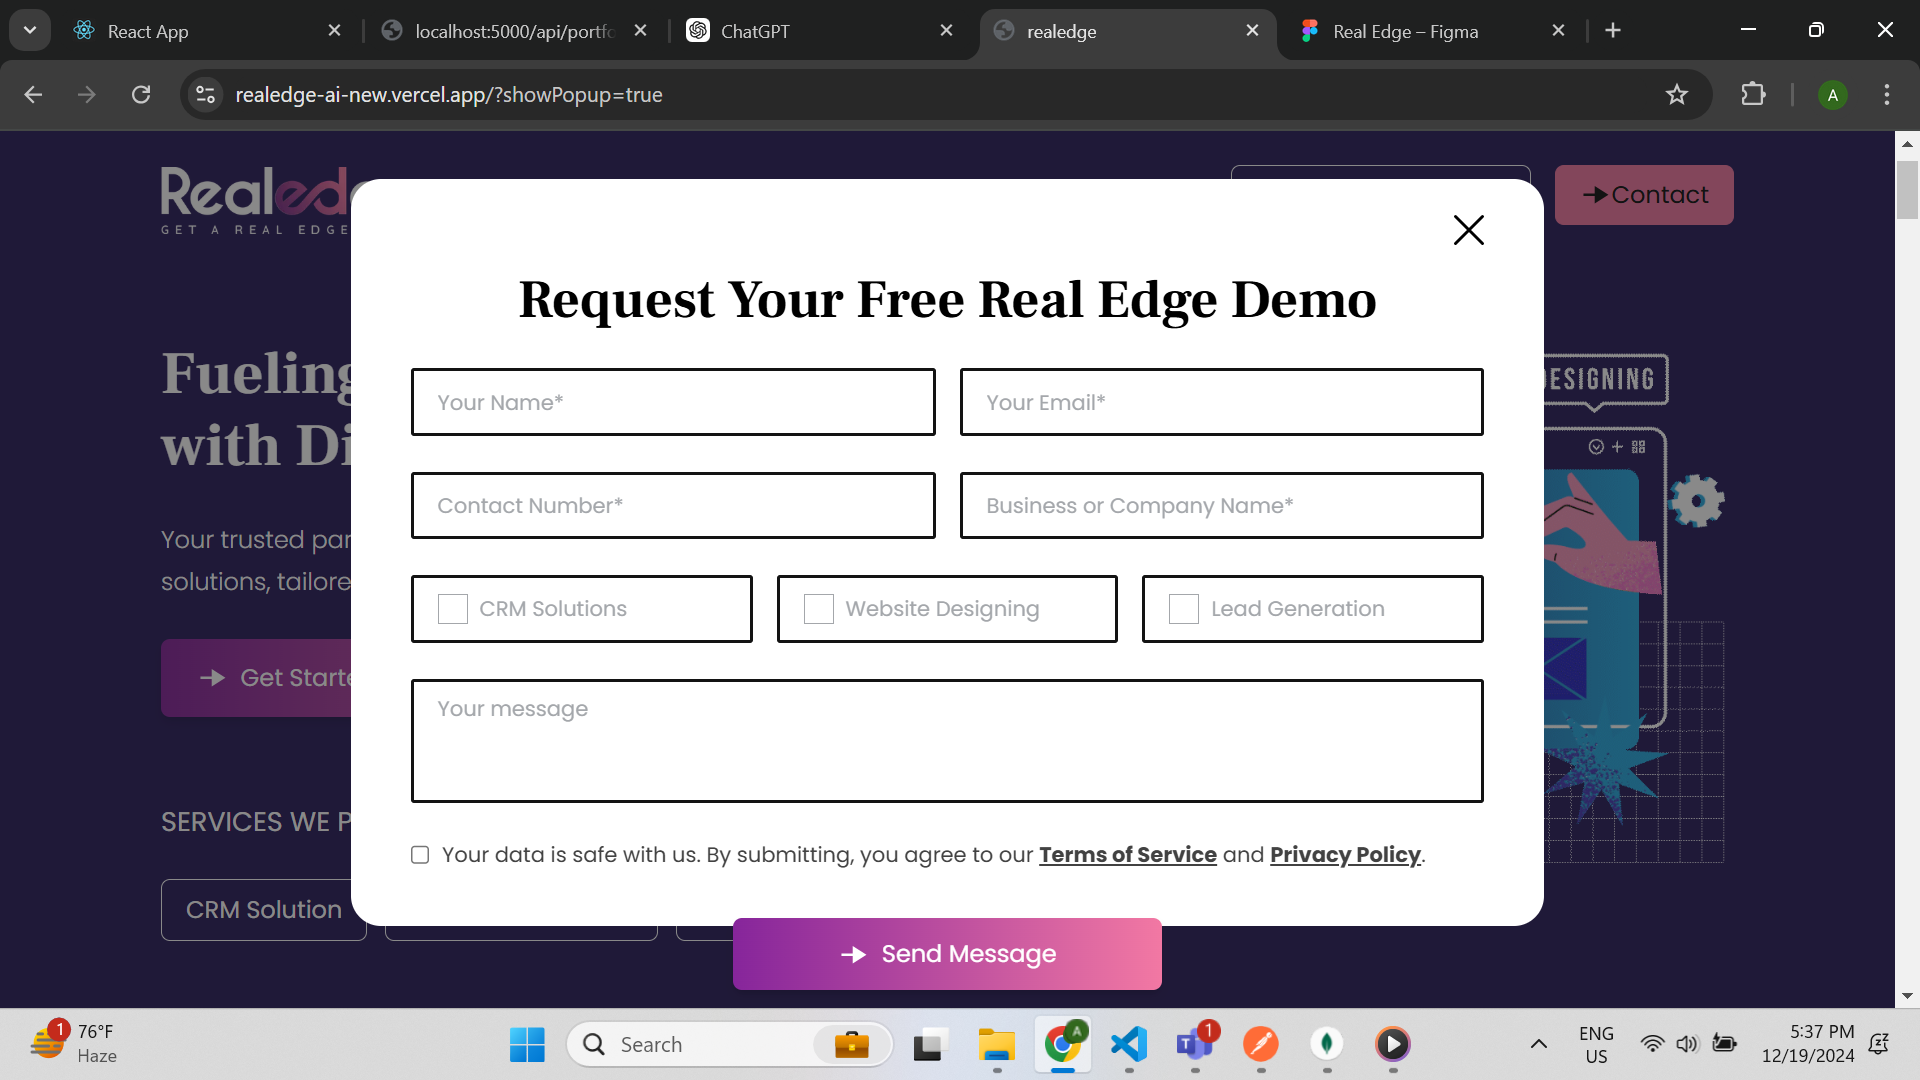 React App
localhost:5000/api/portfo
ChatGPT
realedge
Real Edge – Figma
realedge-ai-new.vercel.app/?showPopup=true
A
Realed
GET A REAL EDGE
Contact
Request Your Free Real Edge Demo
Fueling
with Di
DESIGNING
Your Name*
Your Email*
Contact Number*
Business or Company Name*
Your trusted par
solutions, tailore
CRM Solutions
Website Designing
Lead Generation
Get Starte
Your message
SERVICES WE P
Your data is safe with us. By submitting, you agree to our Terms of Service and Privacy Policy.
CRM Solution
Send Message
1
76°F
Haze
Search
A
1
T
ENG
US
5:37 PM
12/19/2024